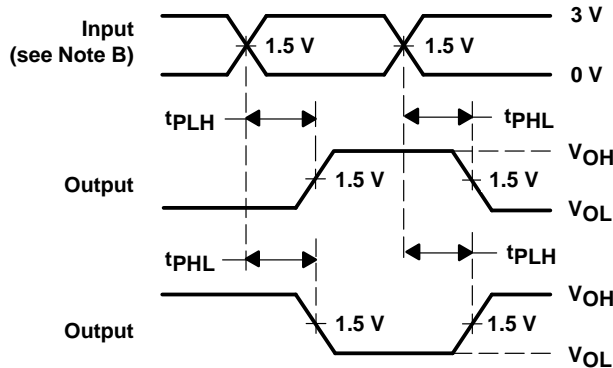 3 V
Input
(see Note B)
1.5 V
1.5 V
0 V
tPLH
tPHL
VOH
Output
1.5 V
1.5 V
VOL
tPHL
tPLH
VOH
Output
1.5 V
1.5 V
VOL